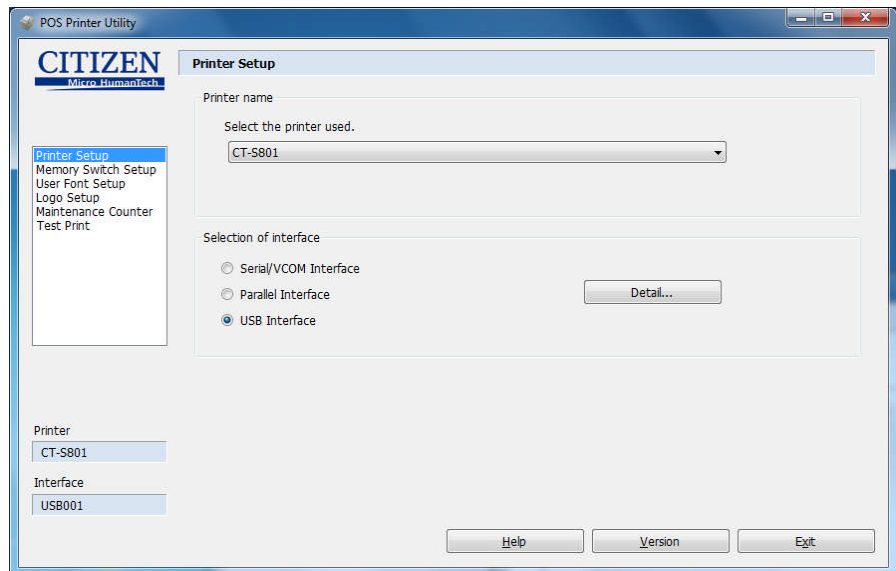 POS Printer Utility
CITIZEN
Micro HumanTech
Printer Setup
Printer name
Select the printer used.
CT-S801
Printer Setup
Memory Switch Setup
User Font Setup
Logo Setup
Maintenance Counter
Test Print
Selection of interface
Serial/VCOM Interface
Parallel Interface
Detail...
USB Interface
Printer
CT-S801
Interface
USB001
Help
Version
Exit